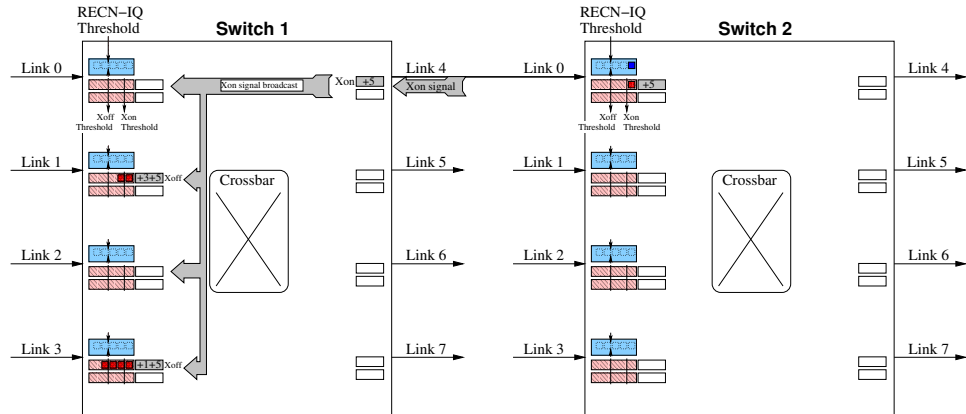 RECN-IQ
Threshold
Switch 1
RECN-IQ
Threshold
Switch 2
Link 0
Xon signal broadcast
Xon
+5
Link 4
Xon signal
Link 0
+5
Link 4
Xoff
Threshold
Xon
Threshold
Xoff
Threshold
Xon
Threshold
Link 1
+3+5
Xoff
Crossbar
Link 5
Link 1
Crossbar
Link 5
Link 2
Link 6
Link 2
Link 6
Link 3
+1+5
Xoff
Link 7
Link 3
Link 7